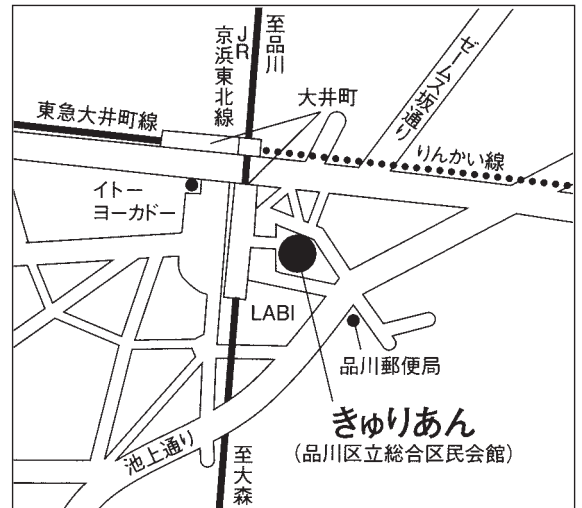 至品川
JR
京浜東北線
大井町
ゼームス坂通り
東急大井町線
りんかい線
イトー
ヨーカドー
LABI
品川郵便局
きゅりあん
(品川区立総合区民会館)
池上通り
至大森